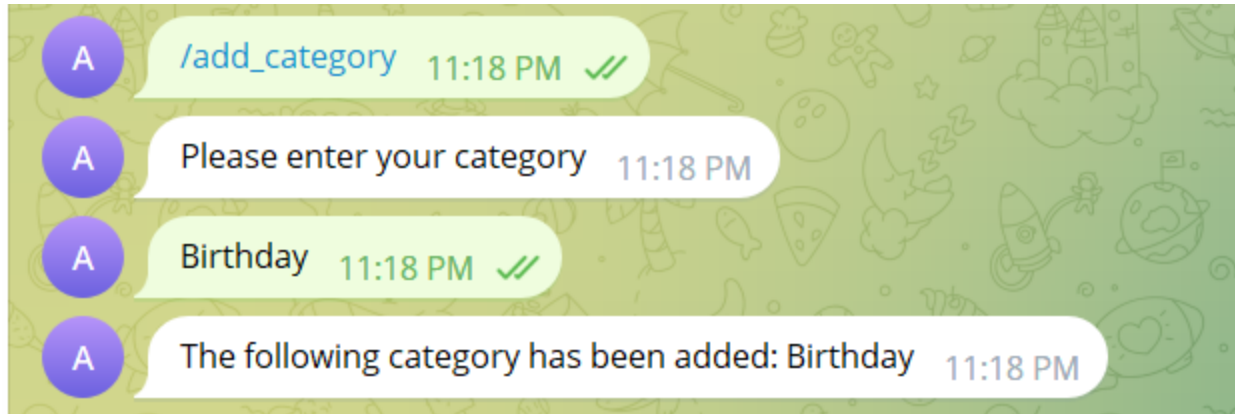 A /add_category 11:18 PM
A Please enter your category 11:18 PM
A Birthday 11:18 PM
A The following category has been added: Birthday 11:18 PM